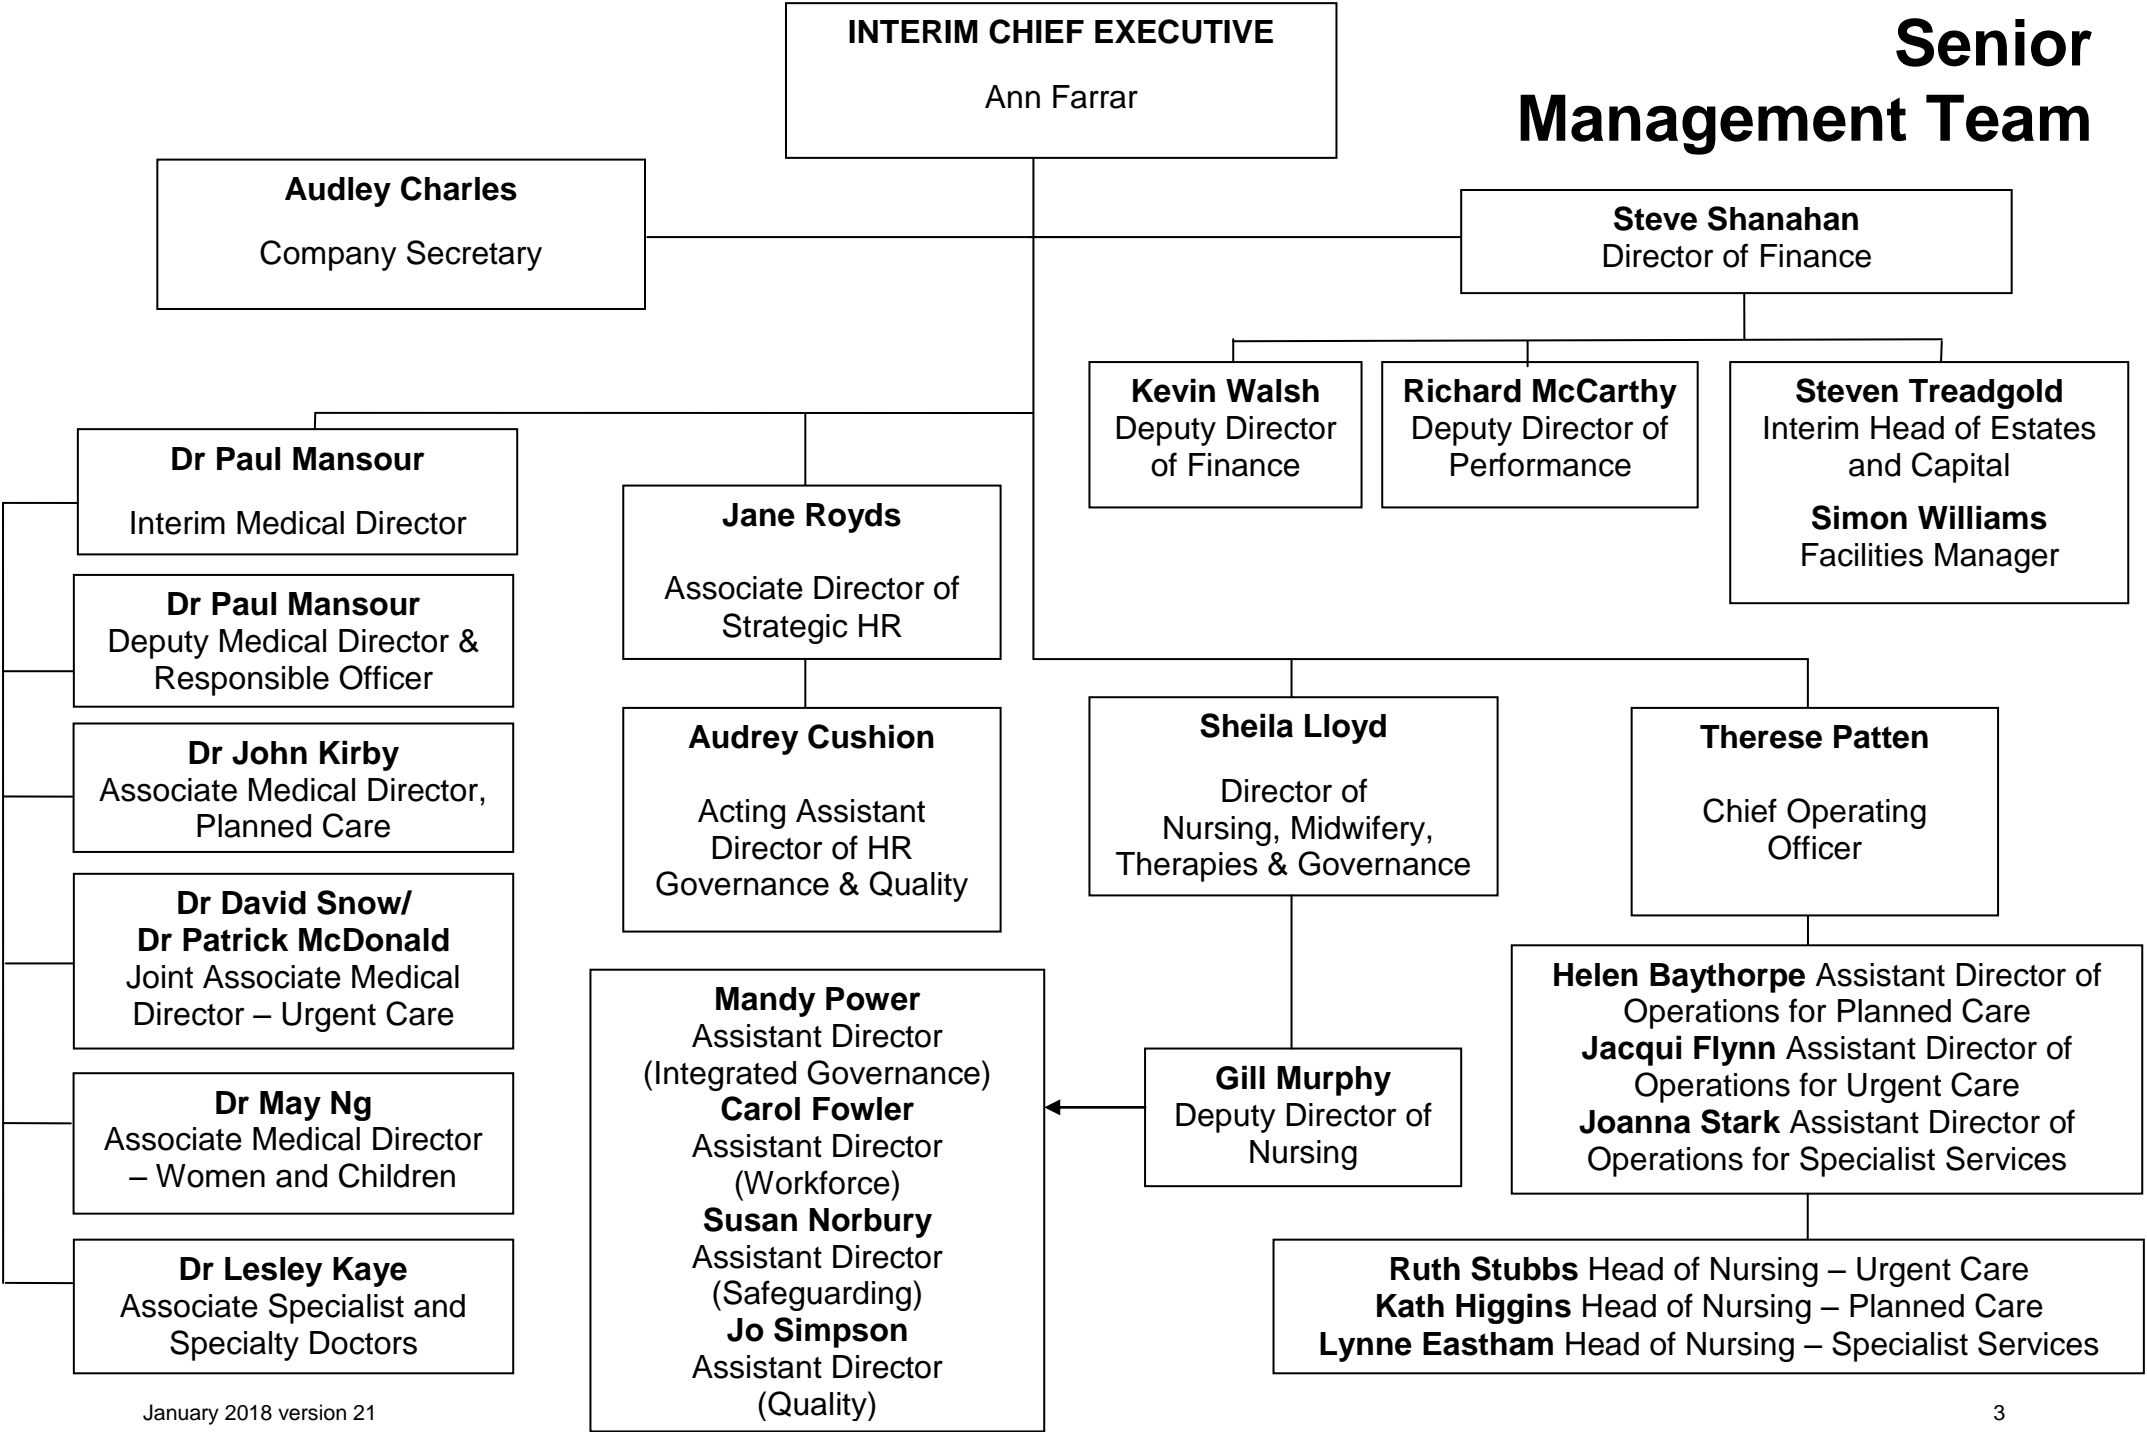 Senior
Management Team
INTERIM CHIEF EXECUTIVE
Ann Farrar
Audley Charles
Company Secretary
Steve Shanahan
Director of Finance
Kevin Walsh
Deputy Director
of Finance
Richard McCarthy
Deputy Director of
Performance
Steven Treadgold
Interim Head of Estates
and Capital
Simon Williams
Facilities Manager
Dr Paul Mansour
Interim Medical Director
Dr Paul Mansour
Deputy Medical Director &
Responsible Officer
Dr John Kirby
Associate Medical Director,
Planned Care
Dr David Snow/
Dr Patrick McDonald
Joint Associate Medical
Director – Urgent Care
Dr May Ng
Associate Medical Director
– Women and Children
Dr Lesley Kaye
Associate Specialist and
Specialty Doctors
Jane Royds
Associate Director of
Strategic HR
Audrey Cushion
Acting Assistant
Director of HR
Governance & Quality
Sheila Lloyd
Director of
Nursing, Midwifery,
Therapies & Governance
Gill Murphy
Deputy Director of
Nursing
Mandy Power
Assistant Director
(Integrated Governance)
Carol Fowler
Assistant Director
(Workforce)
Susan Norbury
Assistant Director
(Safeguarding)
Jo Simpson
Assistant Director
(Quality)
Therese Patten
Chief Operating
Officer
Helen Baythorpe Assistant Director of
Operations for Planned Care
Jacqui Flynn Assistant Director of
Operations for Urgent Care
Joanna Stark Assistant Director of
Operations for Specialist Services
Ruth Stubbs Head of Nursing – Urgent Care
Kath Higgins Head of Nursing – Planned Care
Lynne Eastham Head of Nursing – Specialist Services
January 2018 version 21
3